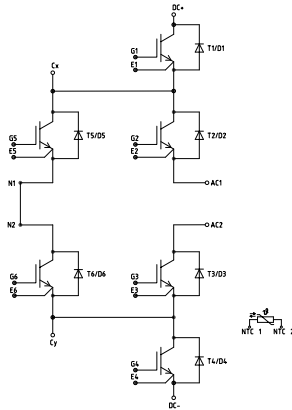 DC+
G1
E1
T1/D1
Cx
G5
E5
T5/D5
G2
E2
T2/D2
N1
AC1
N2
AC2
G6
E6
T6/D6
G3
E3
T3/D3
ϑ
NTC 1 NTC 2
Cy
G4
E4
T4/D4
DC-